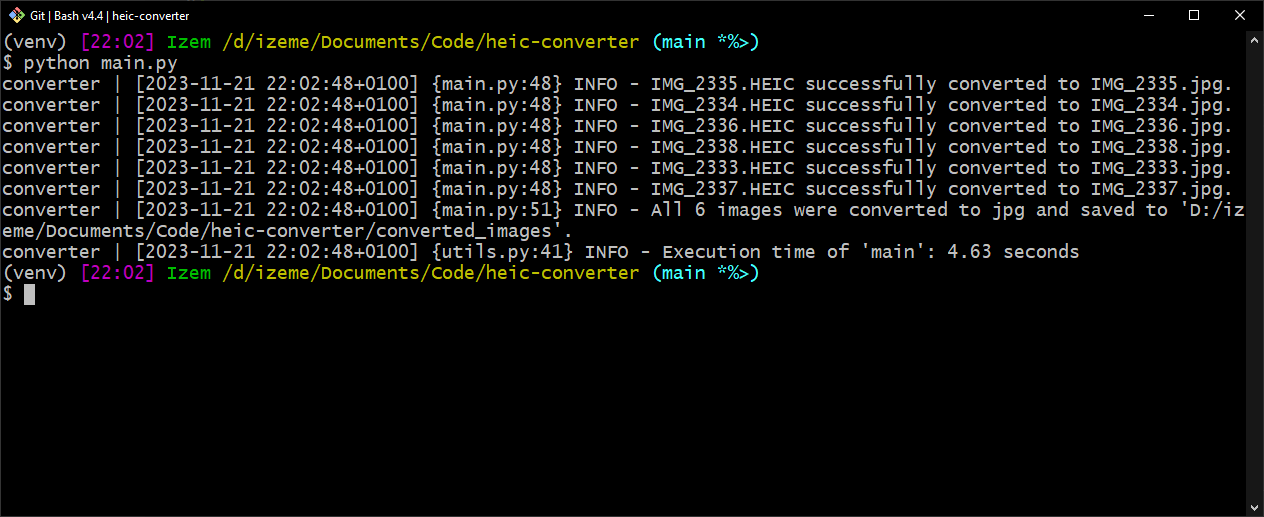 Git | Bash v4.4 | heic-converter
(venv) [22:02] Izem /d/izeme/Documents/Code/heic-converter (main *%>)
$ python main.py
converter | [2023-11-21 22:02:48+0100] {main.py:48} INFO - IMG_2335.HEIC successfully converted to IMG_2335.jpg.
converter | [2023-11-21 22:02:48+0100] {main.py:48} INFO - IMG_2334.HEIC successfully converted to IMG_2334.jpg.
converter | [2023-11-21 22:02:48+0100] {main.py:48} INFO - IMG_2336.HEIC successfully converted to IMG_2336.jpg.
converter | [2023-11-21 22:02:48+0100] {main.py:48} INFO - IMG_2338.HEIC successfully converted to IMG_2338.jpg.
converter | [2023-11-21 22:02:48+0100] {main.py:48} INFO - IMG_2333.HEIC successfully converted to IMG_2333.jpg.
converter | [2023-11-21 22:02:48+0100] {main.py:48} INFO - IMG_2337.HEIC successfully converted to IMG_2337.jpg.
converter | [2023-11-21 22:02:48+0100] {main.py:51} INFO - All 6 images were converted to jpg and saved to 'D:/iz
eme/Documents/Code/heic-converter/converted_images'.
converter | [2023-11-21 22:02:48+0100] {utils.py:41} INFO - Execution time of 'main': 4.63 seconds
(venv) [22:02] Izem /d/izeme/Documents/Code/heic-converter (main *%>)
$